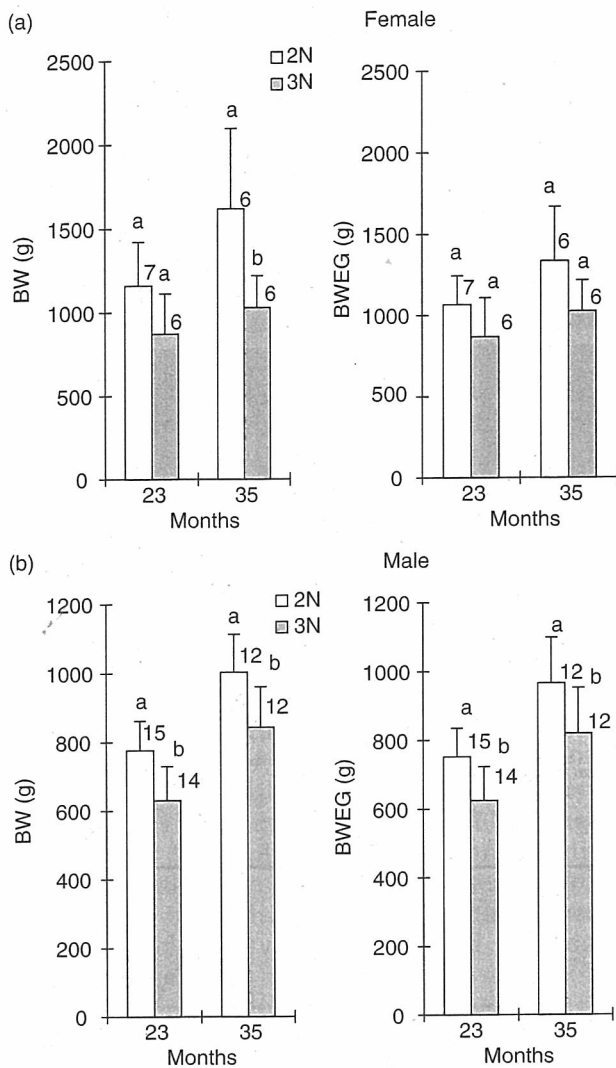 (a)
Female
2N
3N
BW (g)
2500
2000
1500
1000
500
0
a
7
a
6
a
6
b
6
23
35
Months
BWEG (g)
2500
2000
1500
1000
500
0
a
7
a
6
a
6
a
6
23
35
Months
(b)
Male
2N
3N
BW (g)
1200
1000
800
600
400
200
0
a
15
b
14
a
12
b
12
23
35
Months
BWEG (g)
1200
1000
800
600
400
200
0
a
15
b
14
a
12
b
12
23
35
Months